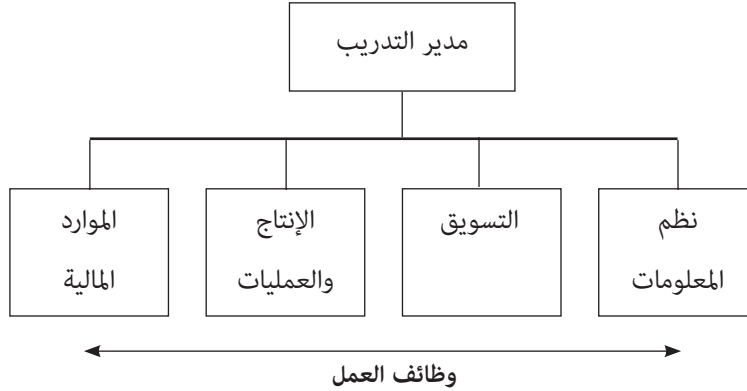 مدير التدريب
نظم
المعلومات
التسويق
الإنتاج
والعمليات
الموارد
المالية
وظائف العمل